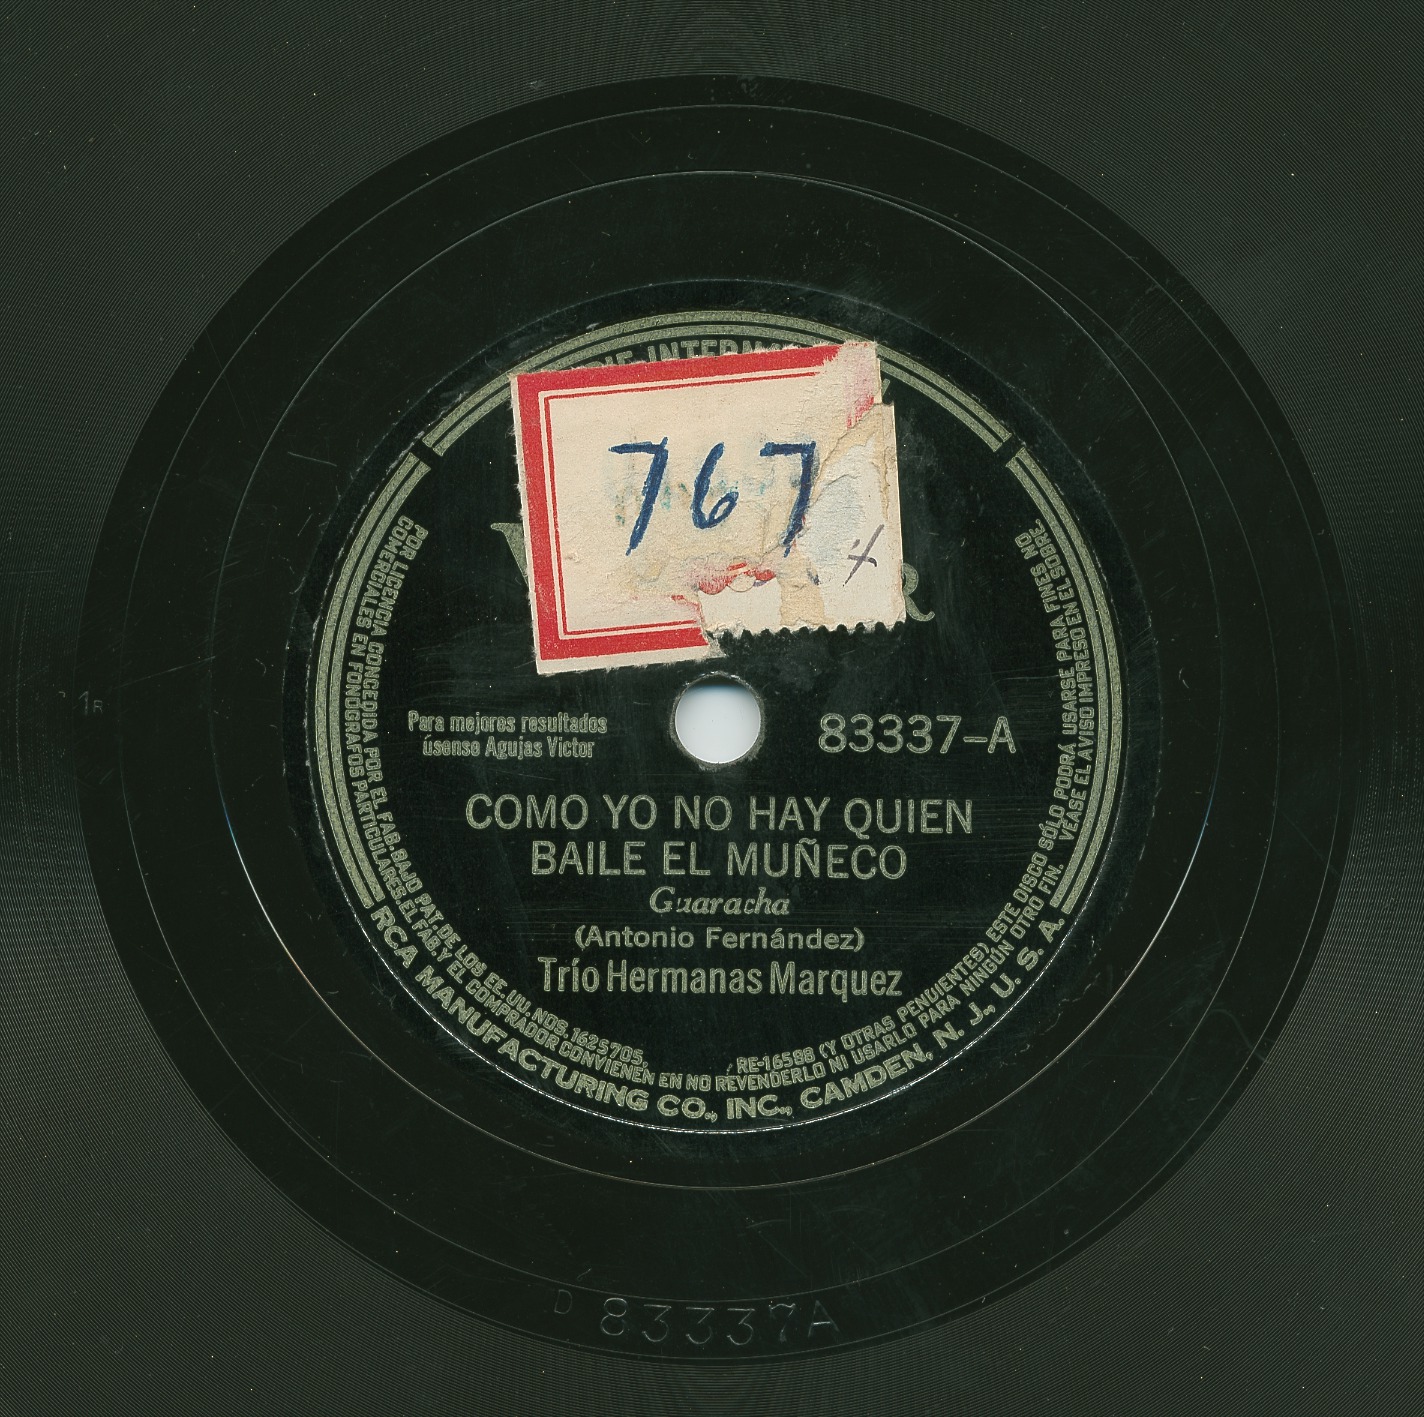 767
x
Para mejores resultados
úsense Agujas Victor
83337-A
COMO YO NO HAY QUIEN
BAILE EL MUÑECO
Guaracha
(Antonio Fernández)
Trío Hermanas Marquez
POR LICENCIA CONCEDIDA POR EL FAB. BAJO PAT. DE LOS EE. UU. NOS. 1625705,
RE-16588 (Y OTRAS PENDIENTES), ESTE DISCO SÓLO PODRÁ USARSE PARA FINES NO
COMERCIALES EN FONÓGRAFOS PARTICULARES. EL FAB. Y EL COMPRADOR CONVIENEN EN NO REVENDERLO NI USARLO PARA NINGÚN OTRO FIN. VÉASE EL AVISO IMPRESO EN EL SOBRE.
RCA MANUFACTURING CO., INC., CAMDEN, N. J., U. S. A.
1R
D 83337A